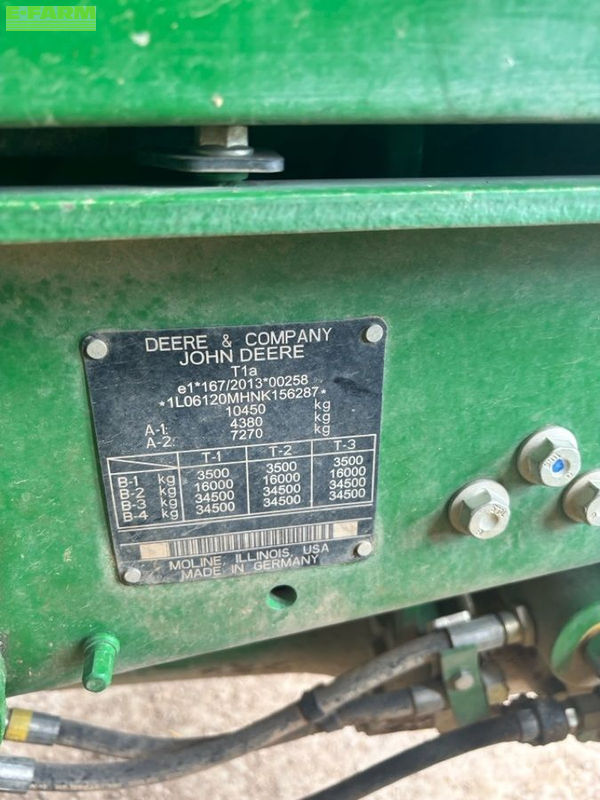 E-FARM
DEERE & COMPANY
JOHN DEERE
T1a
e1*167/2013*00258
*1L06120MHNK156287*
10450 kg
A-1: 4380 kg
A-2: 7270 kg
T-1 T-2 T-3
B-1 kg 3500 3500 3500
B-2 kg 16000 16000 16000
B-3 kg 34500 34500 34500
B-4 kg 34500 34500 34500
MOLINE, ILLINOIS, USA
MADE IN GERMANY